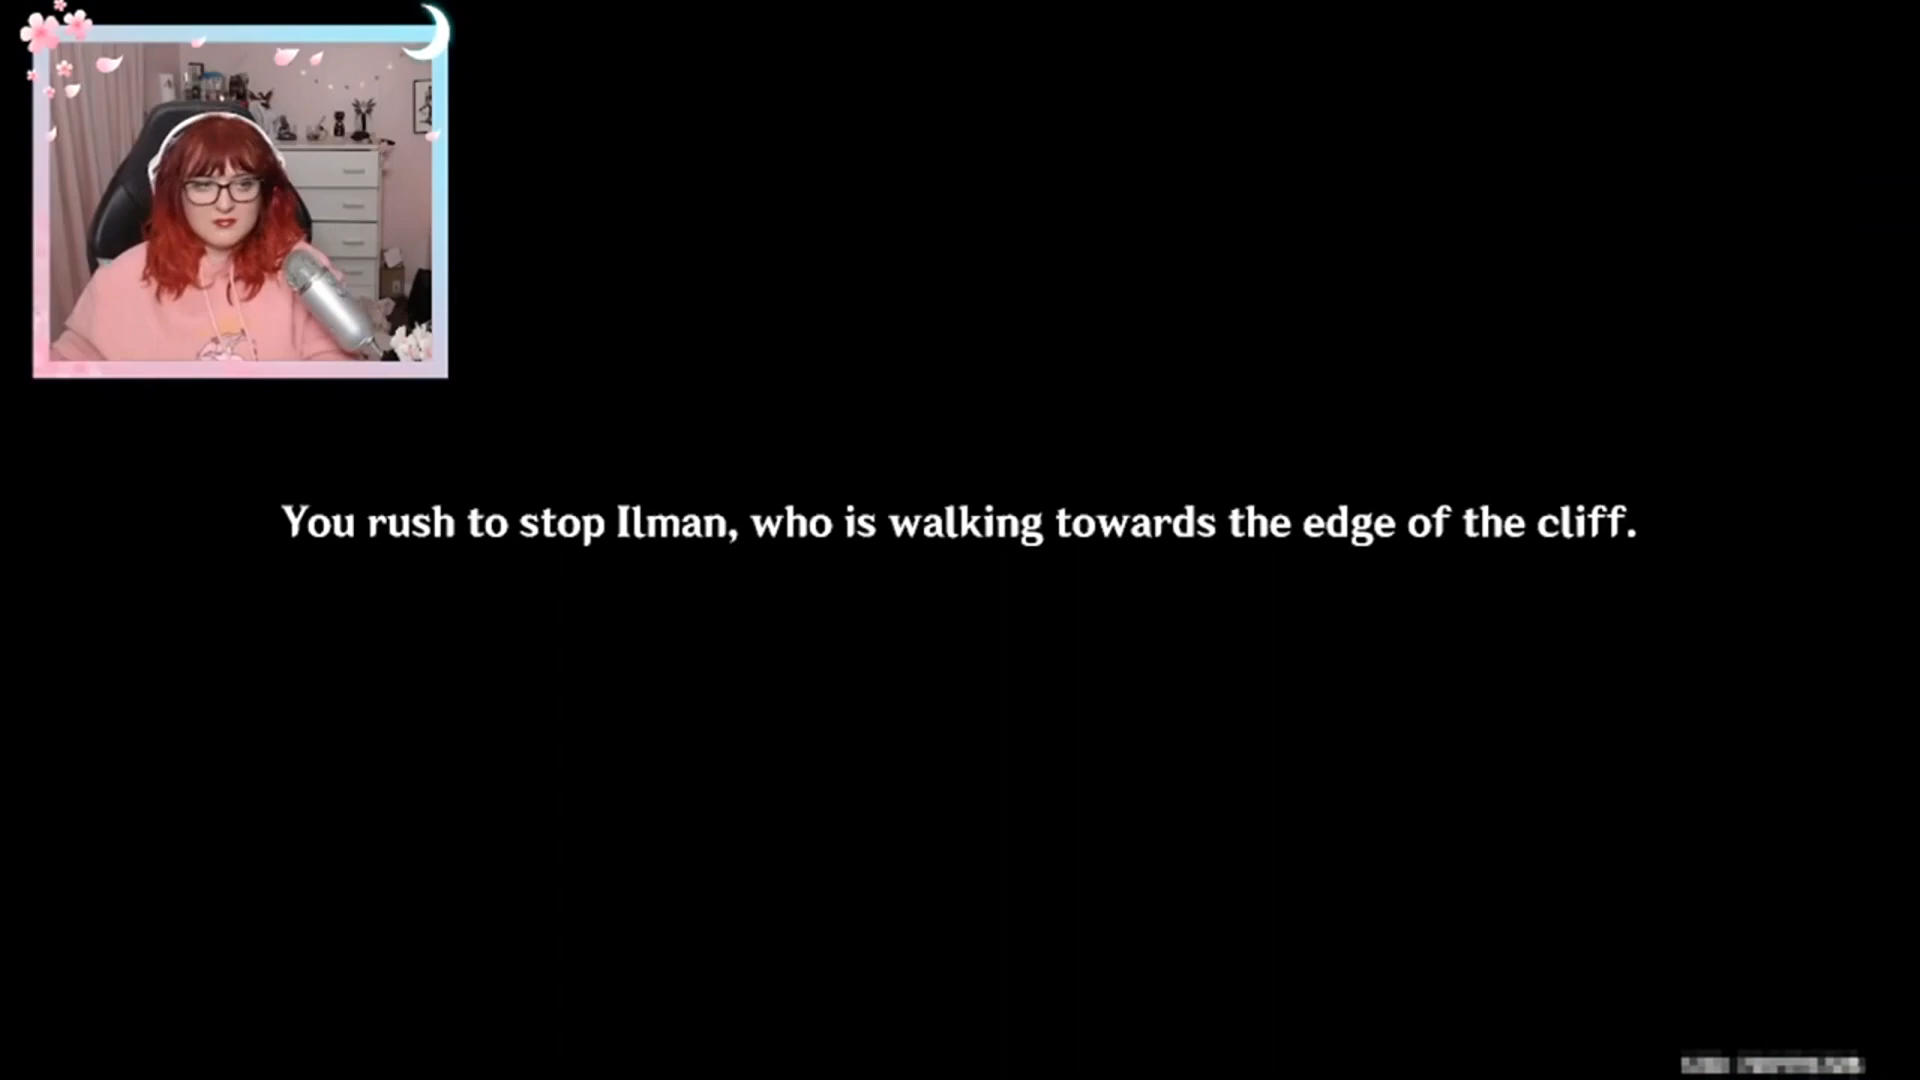 You rush to stop Ilman, who is walking towards the edge of the cliff.